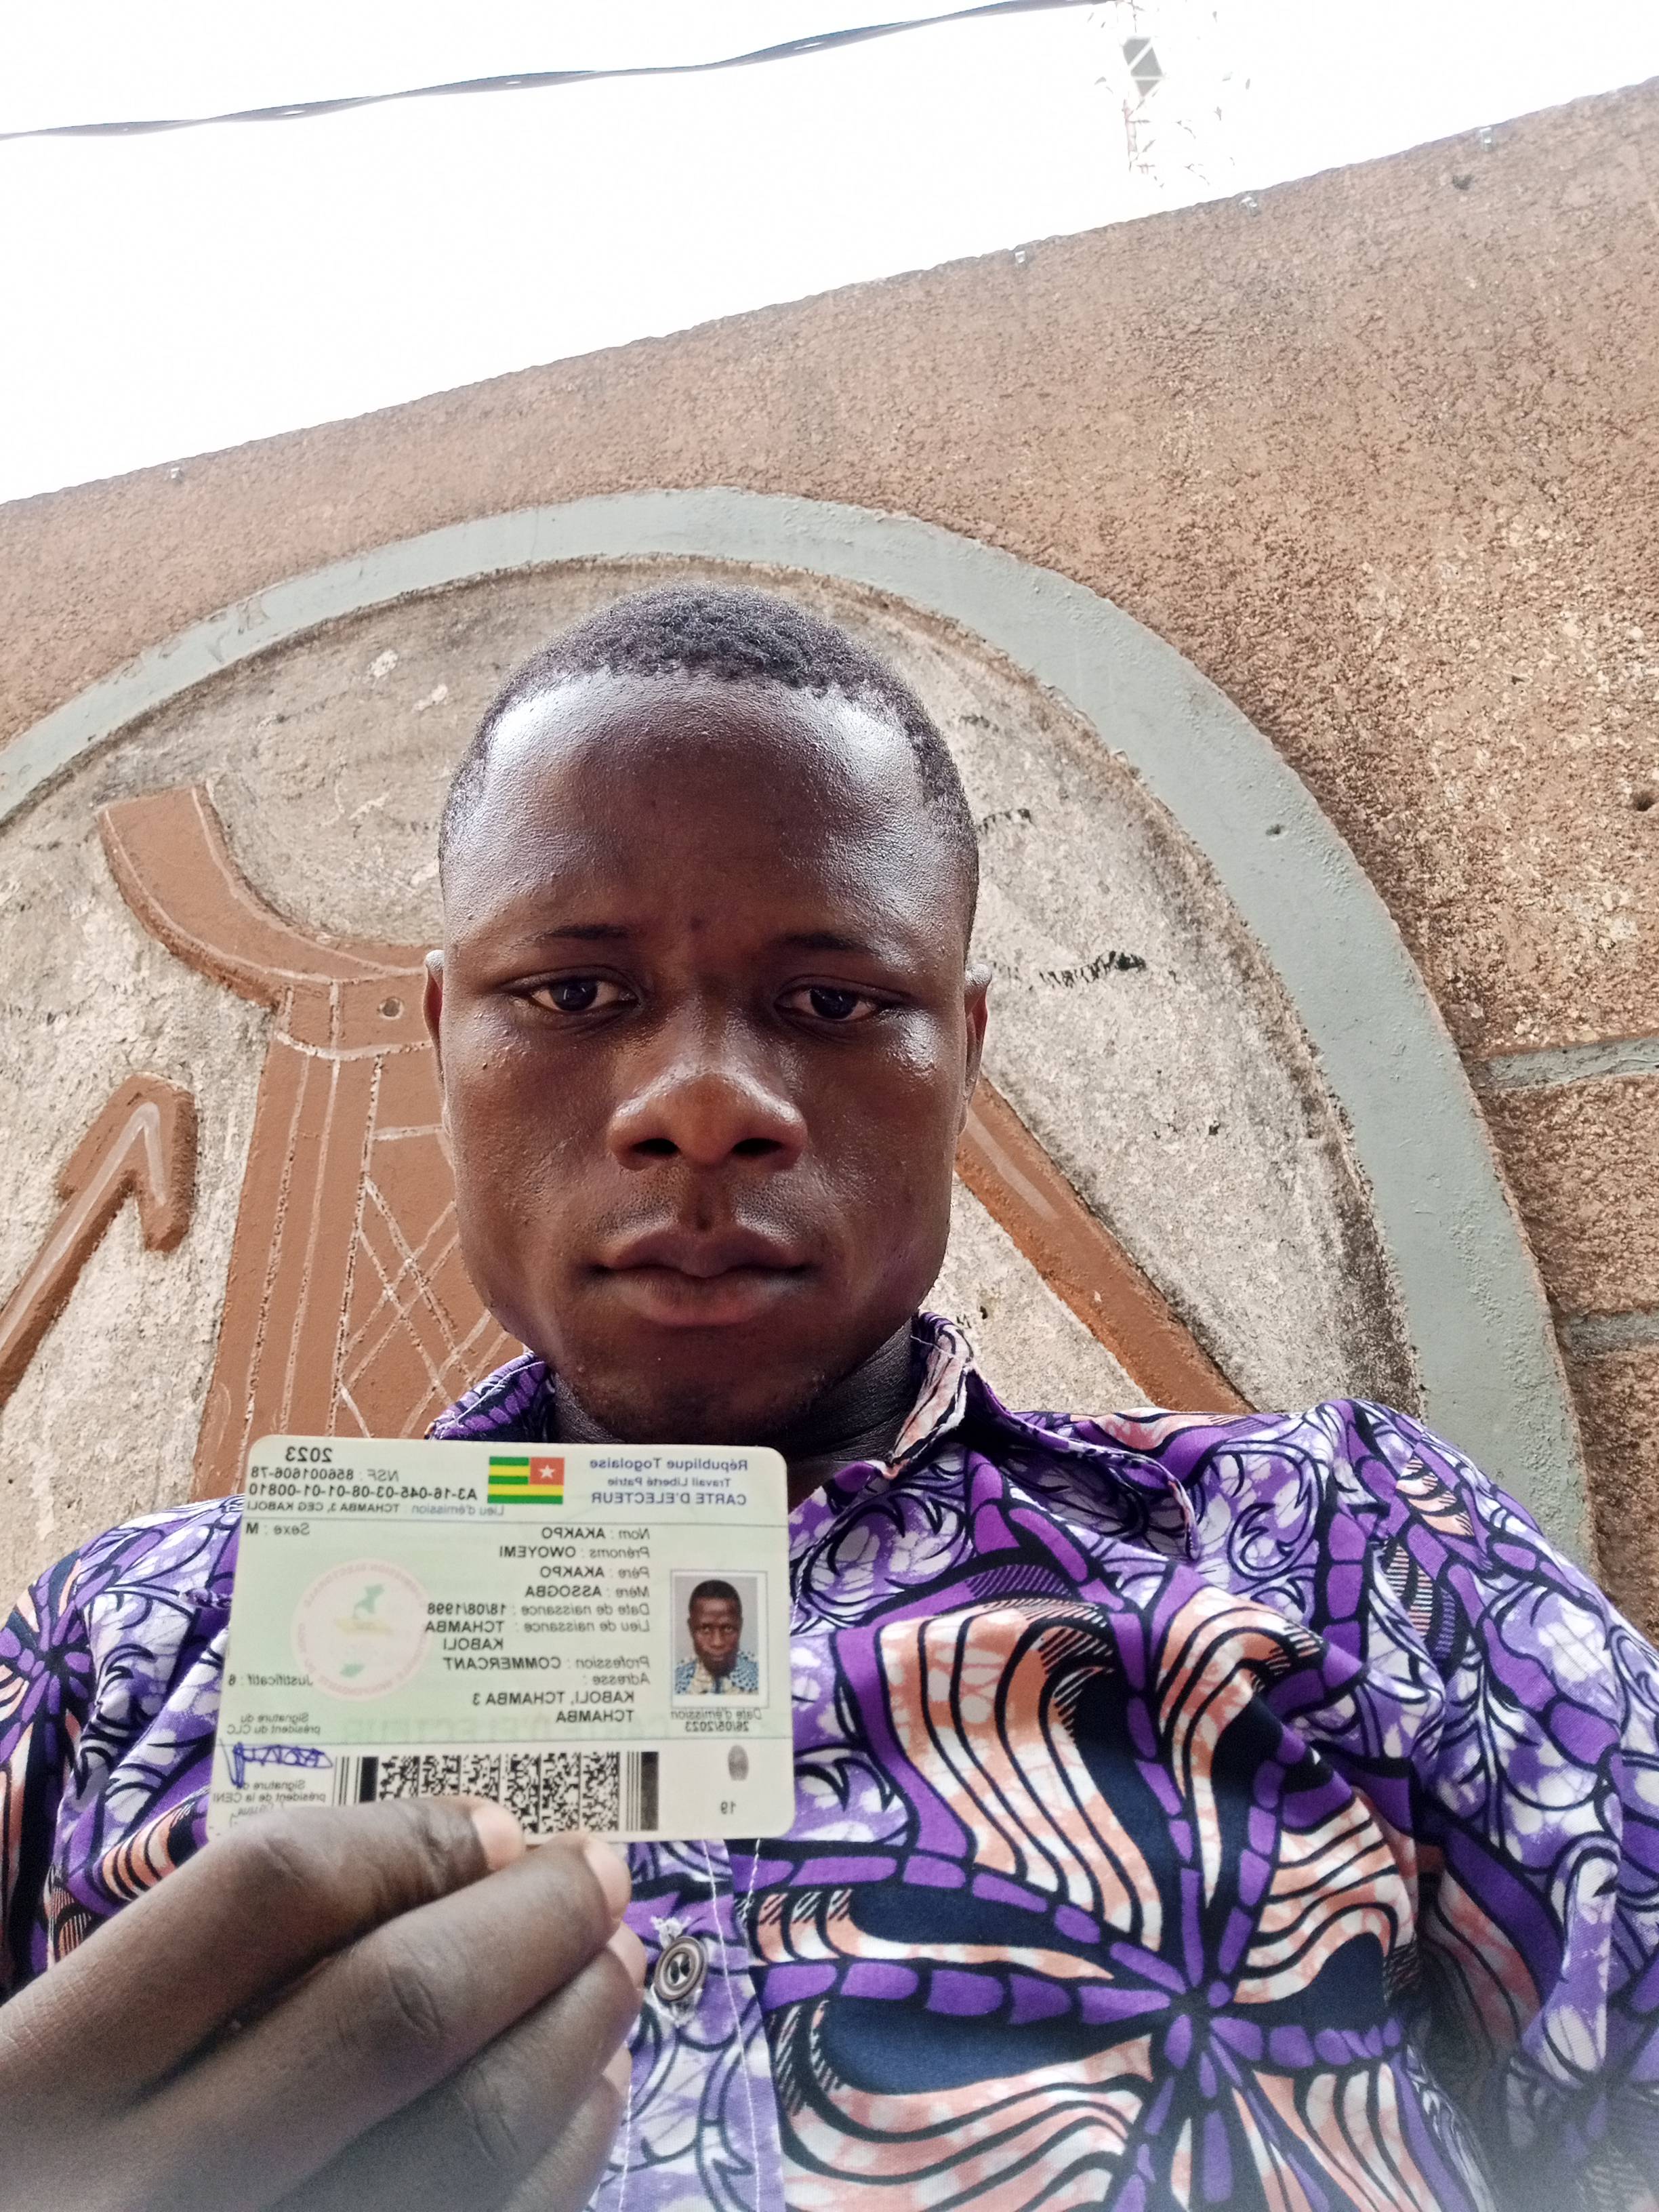 République Togolaise
Travail Liberté Patrie
CARTE D'ELECTEUR
2023
NSF : 856001606-78
A3-16-045-03-08-01-01-00810
Lieu d'émission TCHAMBA, 3, CEG KABOLI
Nom : AKAKPO
Sexe : M
Prénoms : OWOYEMI
Père : AKAKPO
Mère : ASSOGBA
Date de naissance : 18/08/1998
Lieu de naissance : TCHAMBA
KABOLI
Profession : COMMERCANT
Adresse :
KABOLI, TCHAMBA 3
TCHAMBA
Justificatif : 6
Date d'émission
26/05/2023
Signature du
président du CLC
Signature du
président de la CENI
19